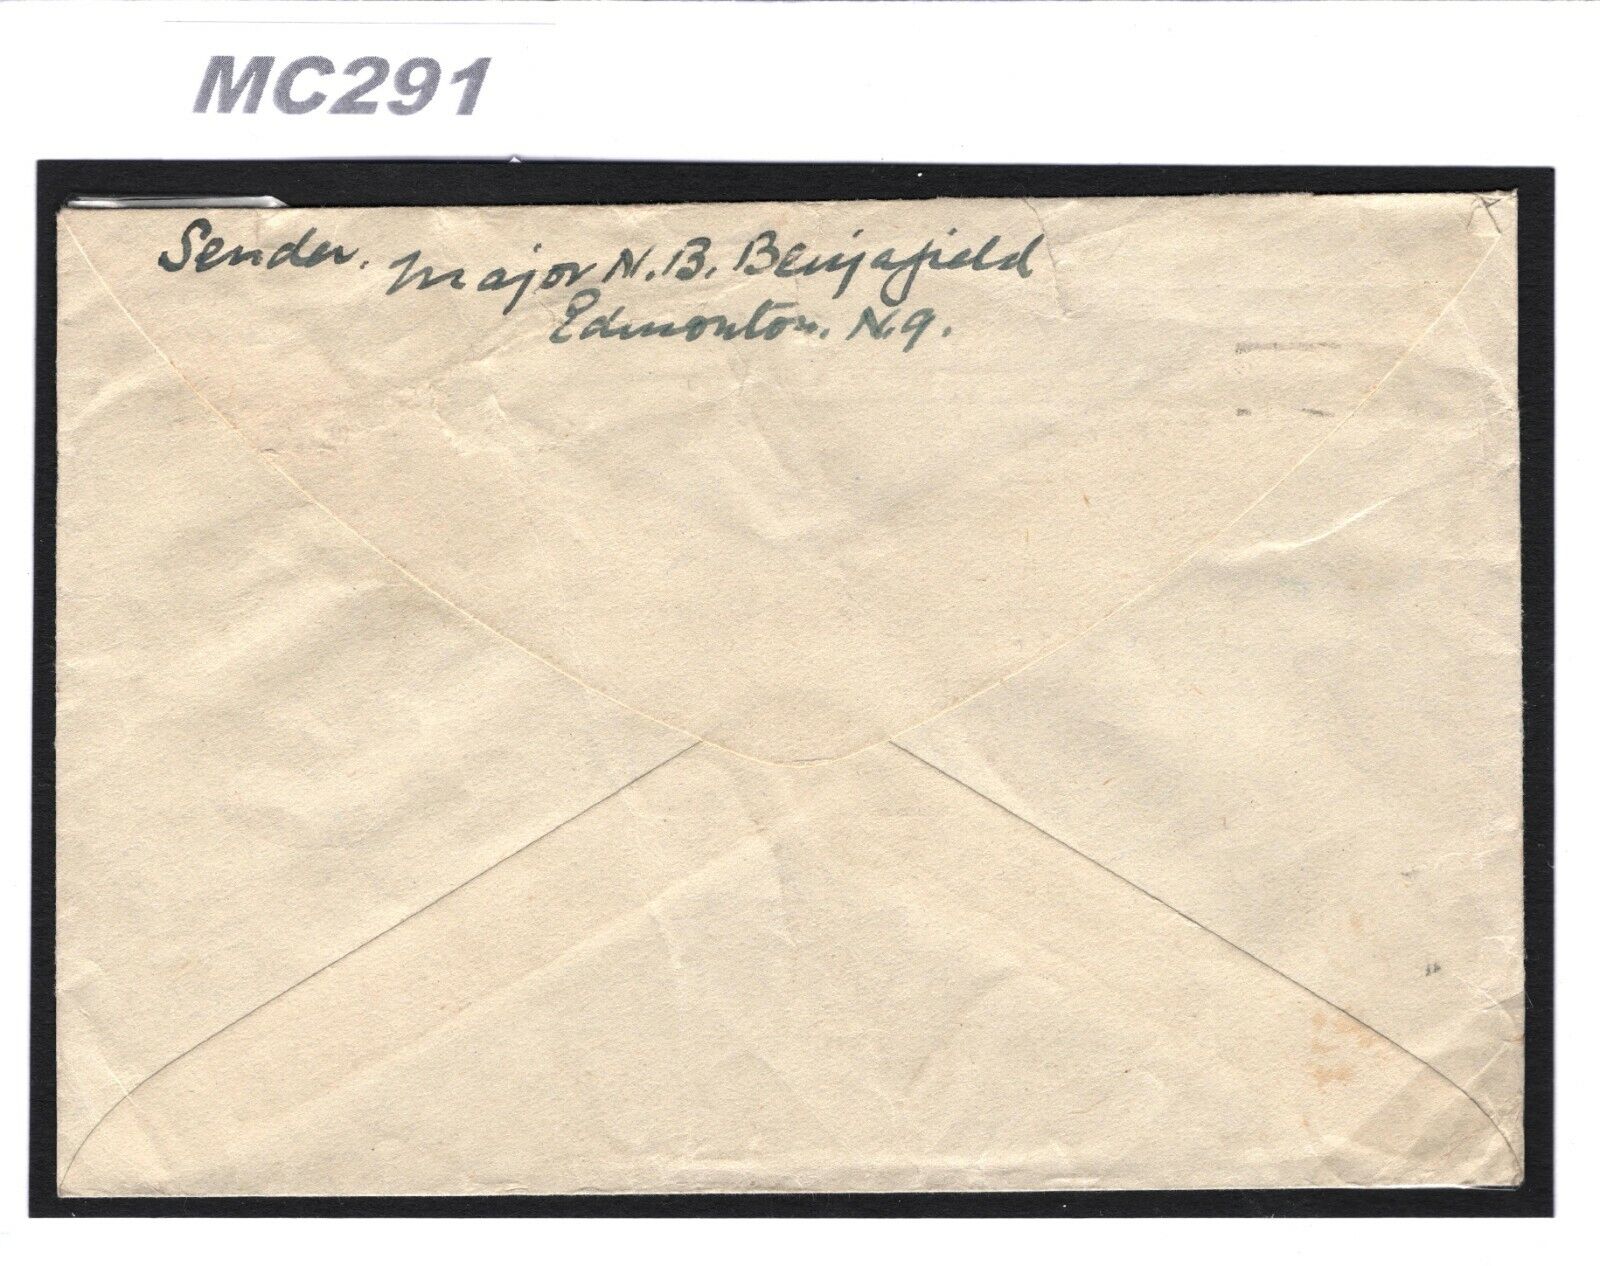 MC291
Sender. Major N.B. Benjafield
Edmonton. N.9.